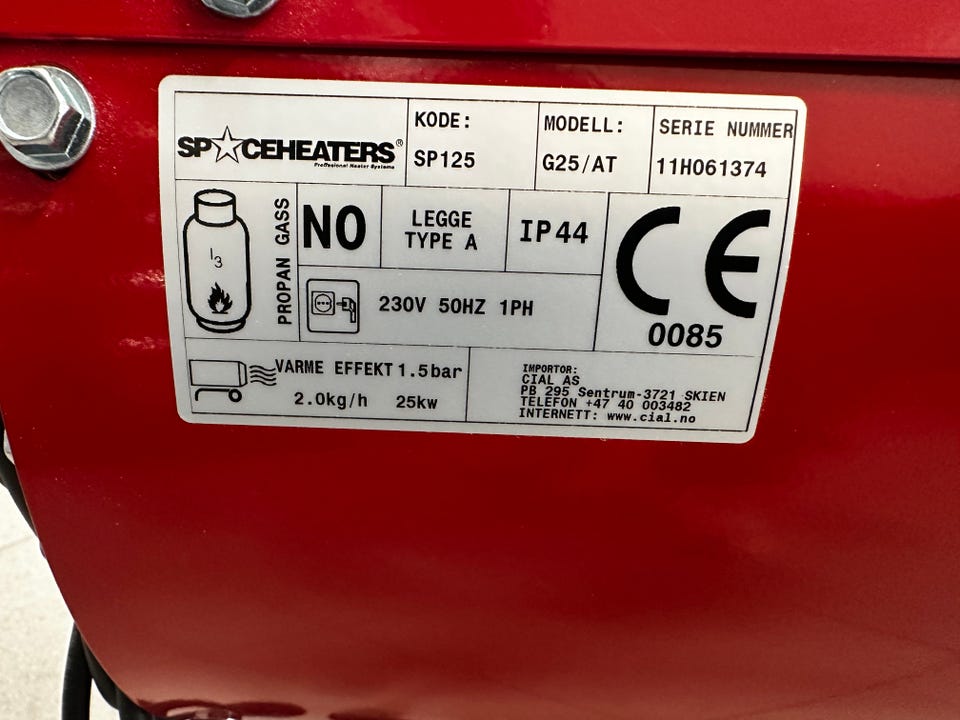 SPACEHEATERS®
Professional Heater Systems
KODE:
SP125
MODELL:
G25/AT
SERIE NUMMER
11H061374
I3
PROPAN GASS
NO
LEGGE
TYPE A
IP44
230V 50HZ 1PH
CE
0085
VARME EFFEKT 1.5bar
2.0kg/h 25kw
IMPORTOR:
CIAL AS
PB 295 Sentrum-3721 SKIEN
TELEFON +47 40 003482
INTERNETT: www.cial.no